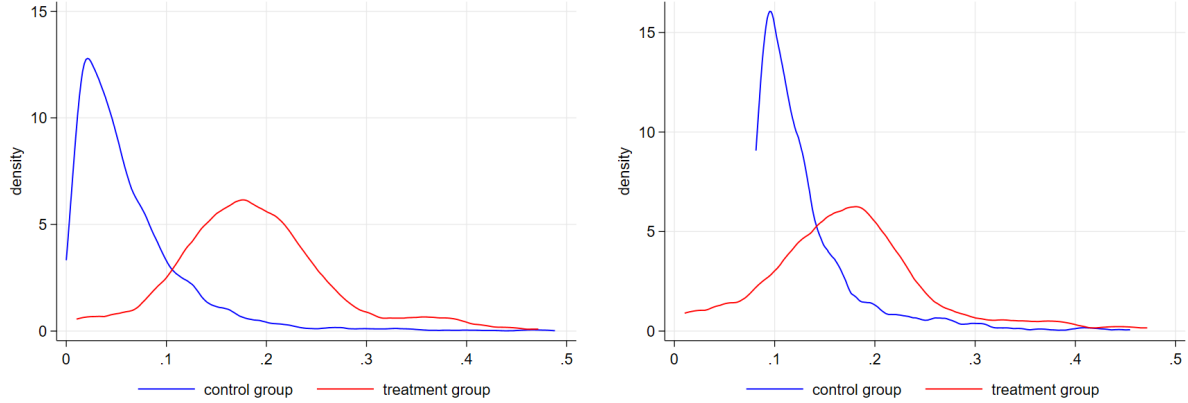 15
10
5
0
density
0 .1 .2 .3 .4 .5
control group treatment group
15
10
5
0
density
0 .1 .2 .3 .4 .5
control group treatment group